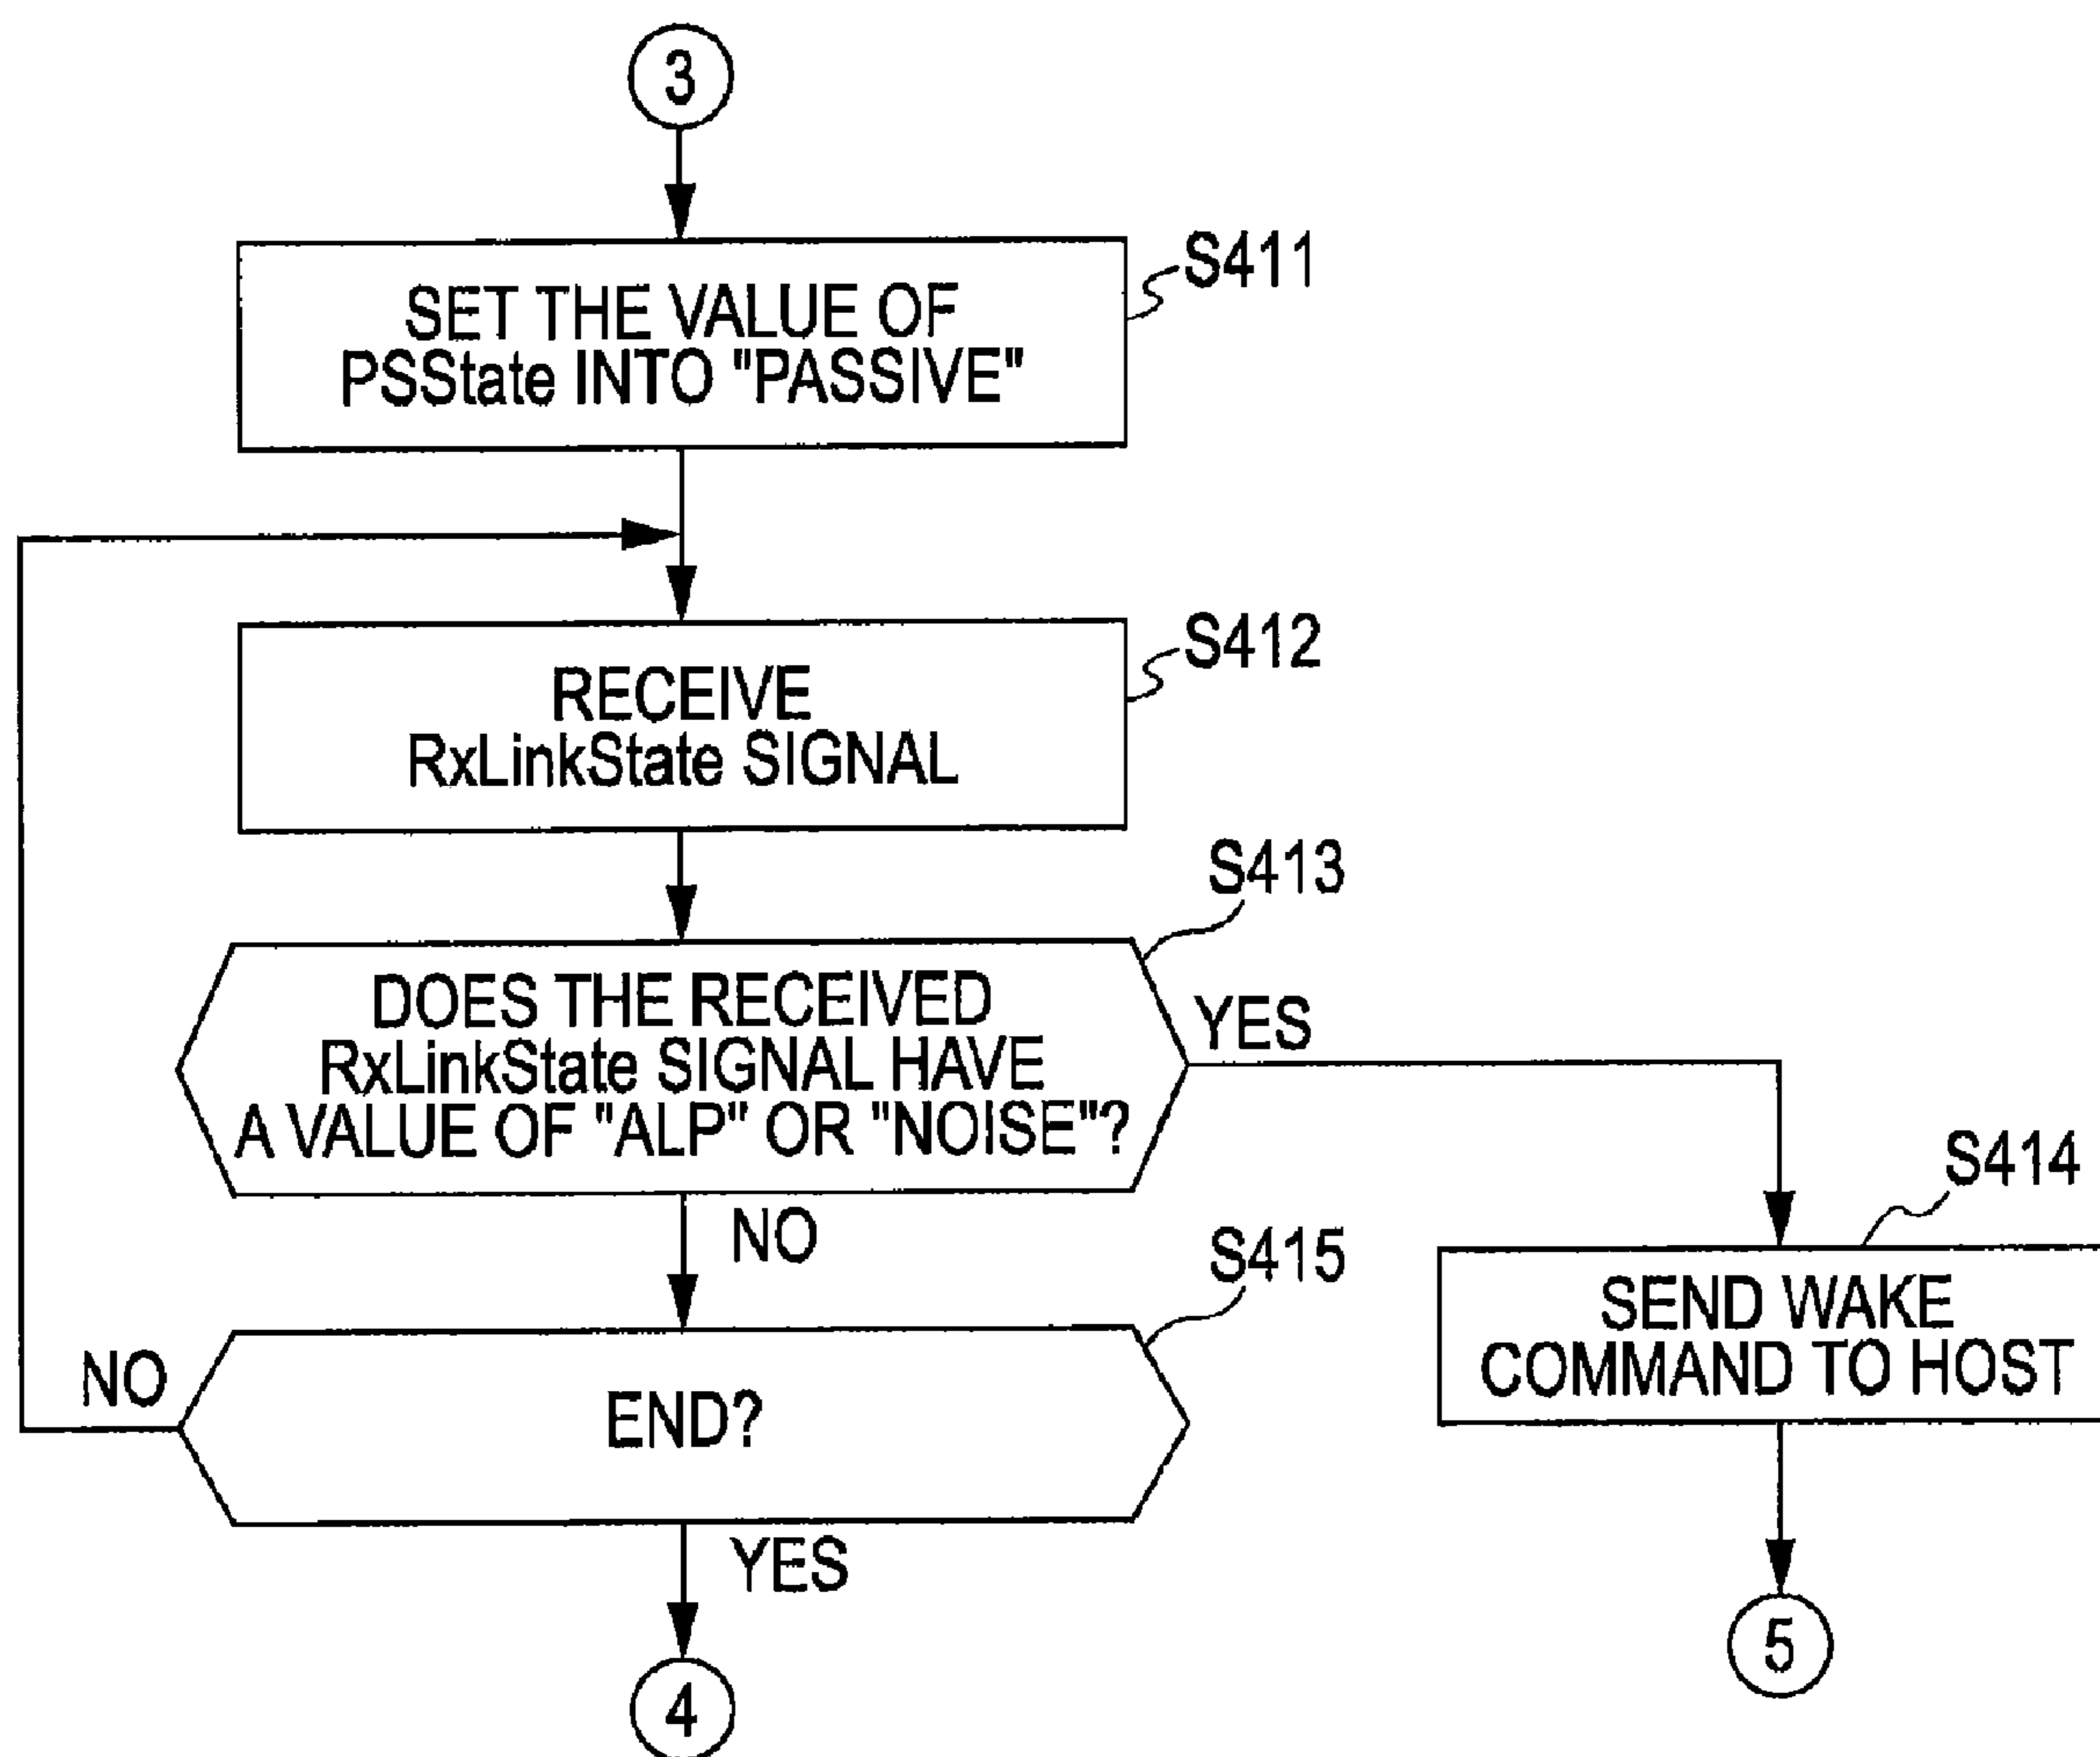 3
S411
SET THE VALUE OF
PSState INTO "PASSIVE"
S412
RECEIVE
RxLinkState SIGNAL
S413
DOES THE RECEIVED
RxLinkState SIGNAL HAVE
A VALUE OF "ALP" OR "NOISE"?
YES
NO
S414
SEND WAKE
COMMAND TO HOST
S415
END?
NO
YES
4
5